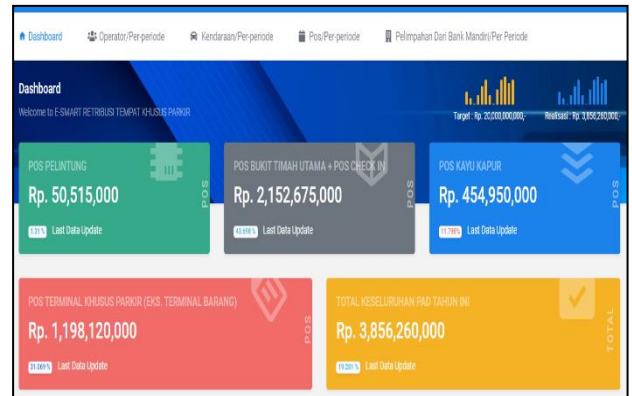 Dashboard Operator/Per-periode Kendaraan/Per-periode Pos/Per-periode Pelimpahan Dari Bank Mandiri/Per Periode
Dashboard
Welcome to E-SMART RETRIBUSI TEMPAT KHUSUS PARKIR
Target : Rp. 20,000,000,000,- Realisasi : Rp. 3,856,260,000,-
POS PELINTUNG
Rp. 50,515,000
POS
1.31 % Last Data Update
POS BUKIT TIMAH UTAMA + POS CHECK IN
Rp. 2,152,675,000
POS
Last Data Update
POS KAYU KAPUR
Rp. 454,950,000
POS
11.798% Last Data Update
POS TERMINAL KHUSUS PARKIR (EKS. TERMINAL BARANG)
Rp. 1,198,120,000
POS
31.069 % Last Data Update
TOTAL KESELURUHAN PAD TAHUN INI
Rp. 3,856,260,000
TOTAL
Last Data Update